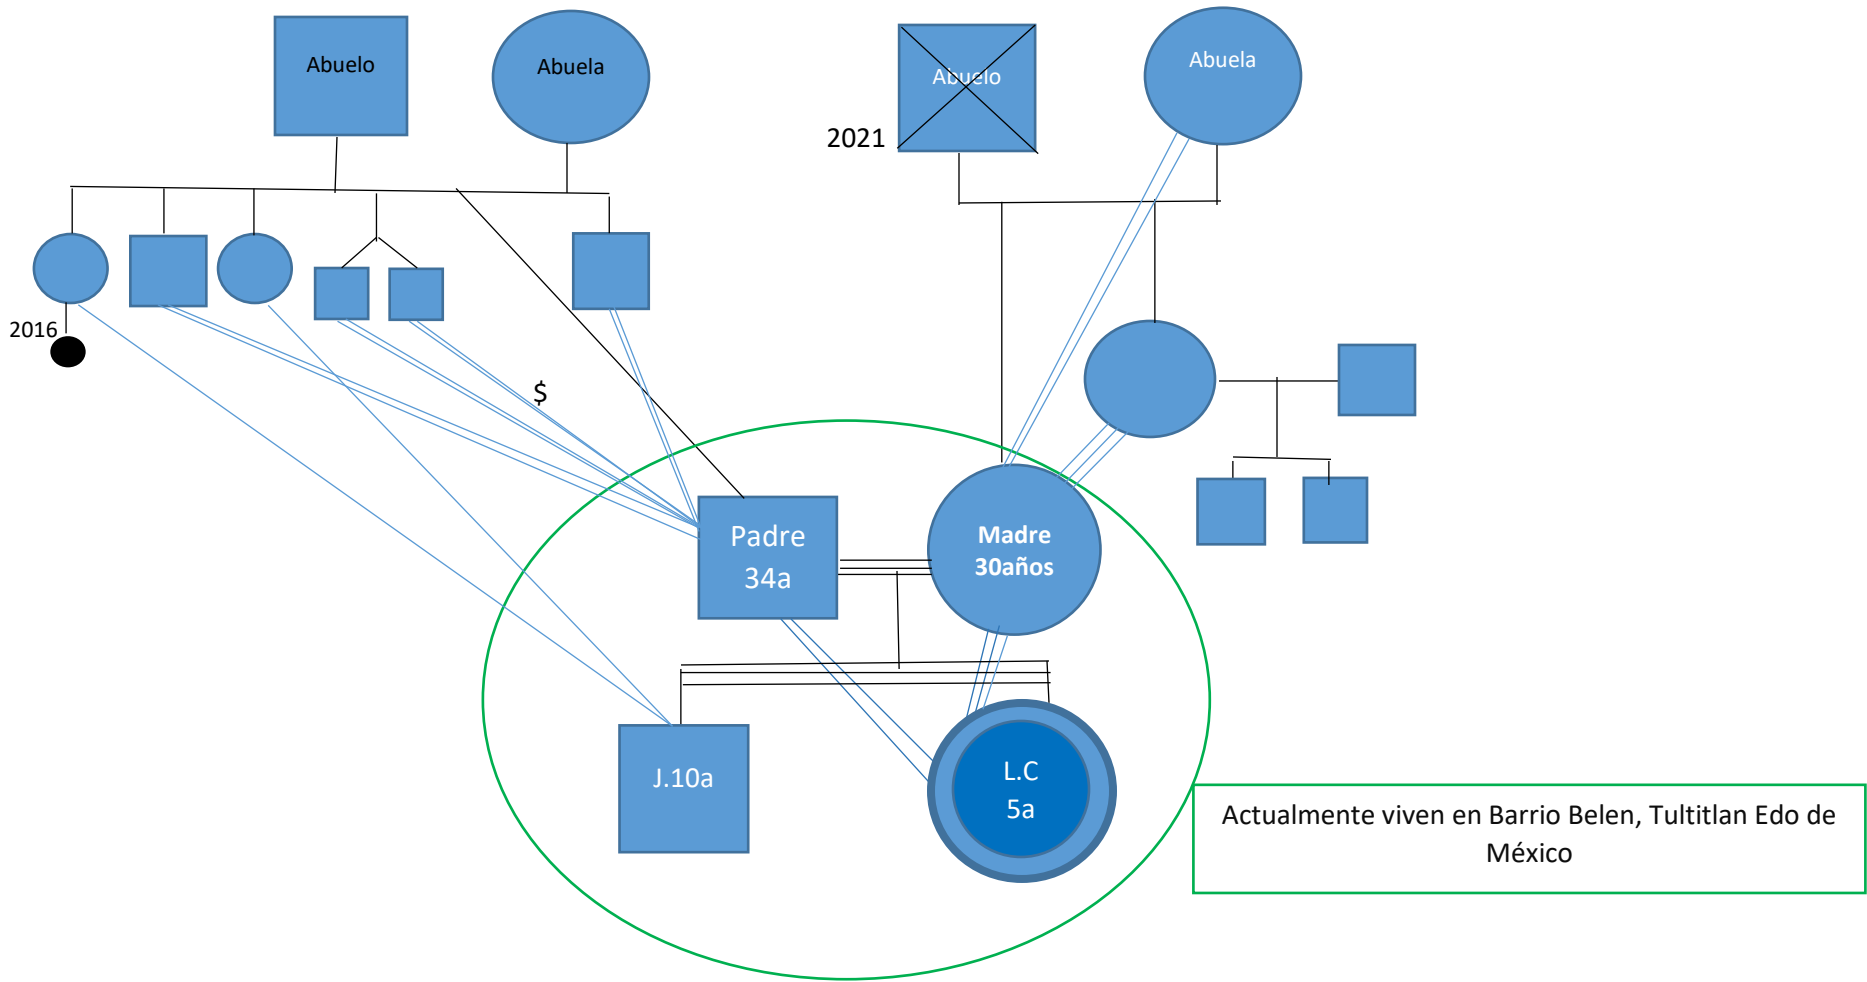 Abuelo
Abuela
Abuelo
Abuela
2021
2016
$
Padre
34a
Madre
30años
J.10a
L.C
5a
Actualmente viven en Barrio Belen, Tultitlan Edo de
México